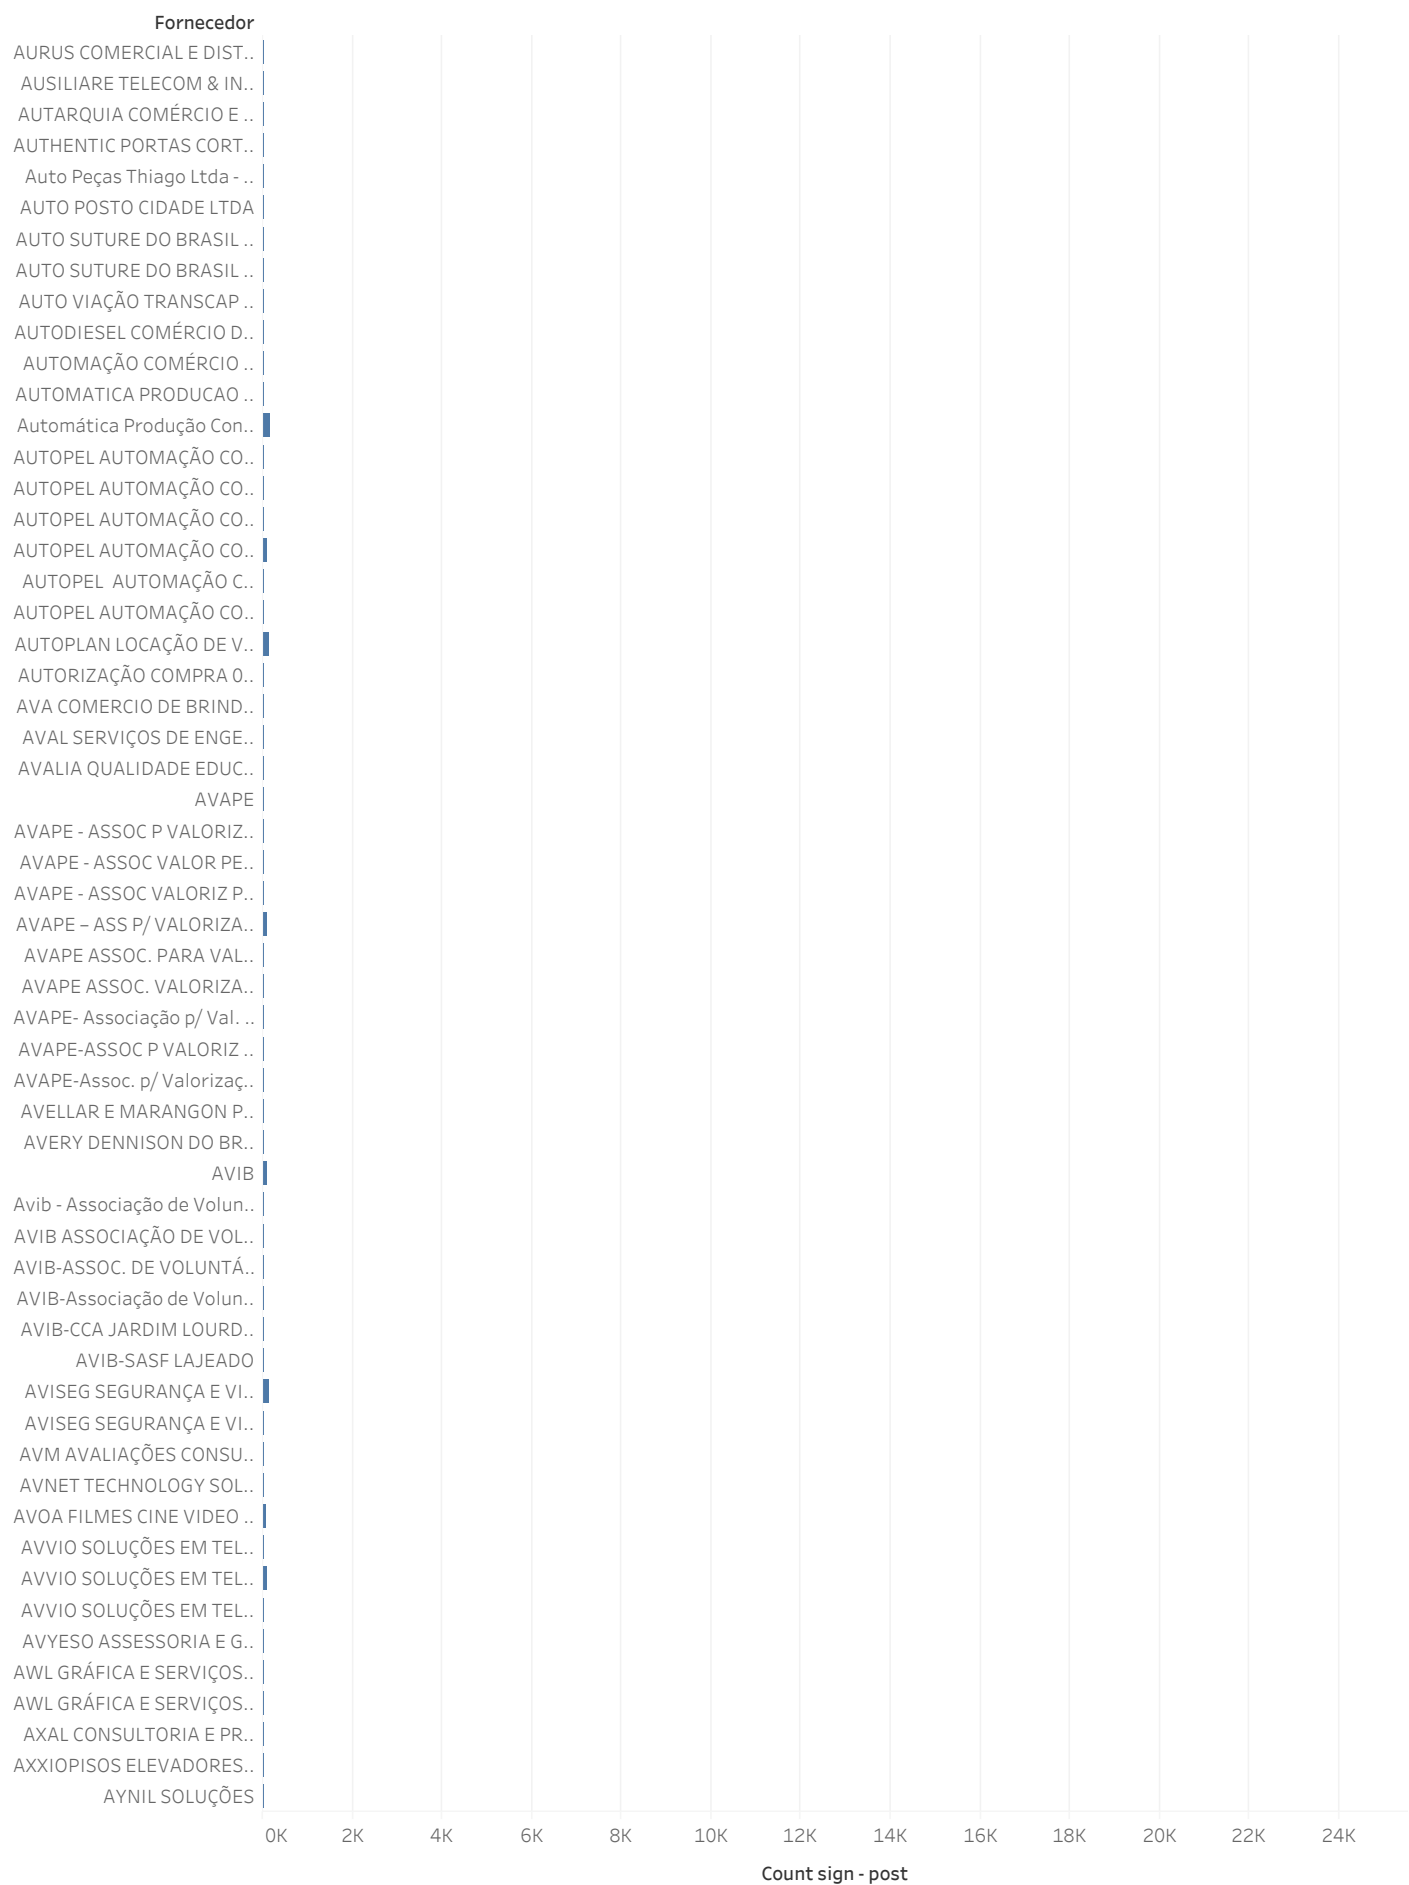 Fornecedor
AURUS COMERCIAL E DIST..
AUSILIARE TELECOM & IN..
AUTARQUIA COMÉRCIO E ..
AUTHENTIC PORTAS CORT..
Auto Peças Thiago Ltda - ..
AUTO POSTO CIDADE LTDA
AUTO SUTURE DO BRASIL ..
AUTO SUTURE DO BRASIL ..
AUTO VIAÇÃO TRANSCAP ..
AUTODIESEL COMÉRCIO D..
AUTOMAÇÃO COMÉRCIO ..
AUTOMATICA PRODUCAO ..
Automática Produção Con..
AUTOPEL AUTOMAÇÃO CO..
AUTOPEL AUTOMAÇÃO CO..
AUTOPEL AUTOMAÇÃO CO..
AUTOPEL AUTOMAÇÃO CO..
AUTOPEL  AUTOMAÇÃO C..
AUTOPEL AUTOMAÇÃO CO..
AUTOPLAN LOCAÇÃO DE V..
AUTORIZAÇÃO COMPRA 0..
AVA COMERCIO DE BRIND..
AVAL SERVIÇOS DE ENGE..
AVALIA QUALIDADE EDUC..
AVAPE
AVAPE - ASSOC P VALORIZ..
AVAPE - ASSOC VALOR PE..
AVAPE - ASSOC VALORIZ P..
AVAPE – ASS P/ VALORIZA..
AVAPE ASSOC. PARA VAL..
AVAPE ASSOC. VALORIZA..
AVAPE- Associação p/ Val. ..
AVAPE-ASSOC P VALORIZ ..
AVAPE-Assoc. p/ Valorizaç..
AVELLAR E MARANGON P..
AVERY DENNISON DO BR..
AVIB
Avib - Associação de Volun..
AVIB ASSOCIAÇÃO DE VOL..
AVIB-ASSOC. DE VOLUNTÁ..
AVIB-Associação de Volun..
AVIB-CCA JARDIM LOURD..
AVIB-SASF LAJEADO
AVISEG SEGURANÇA E VI..
AVISEG SEGURANÇA E VI..
AVM AVALIAÇÕES CONSU..
AVNET TECHNOLOGY SOL..
AVOA FILMES CINE VIDEO ..
AVVIO SOLUÇÕES EM TEL..
AVVIO SOLUÇÕES EM TEL..
AVVIO SOLUÇÕES EM TEL..
AVYESO ASSESSORIA E G..
AWL GRÁFICA E SERVIÇOS..
AWL GRÁFICA E SERVIÇOS..
AXAL CONSULTORIA E PR..
AXXIOPISOS ELEVADORES..
AYNIL SOLUÇÕES
0K 2K 4K 6K 8K 10K 12K 14K 16K 18K 20K 22K 24K
Count sign - post